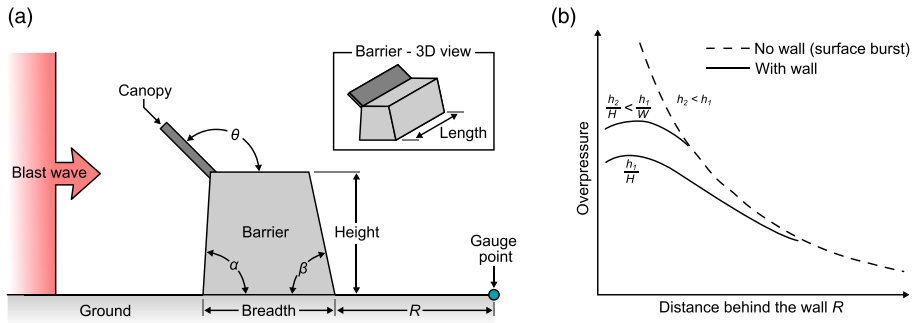 (a)
Barrier - 3D view
Length
Canopy
θ
Blast wave
Barrier
Height
α
β
Gauge
point
Ground
Breadth
R
(b)
No wall (surface burst)
With wall
h2/H < h1/W
h2 < h1
h1/H
Overpressure
Distance behind the wall R